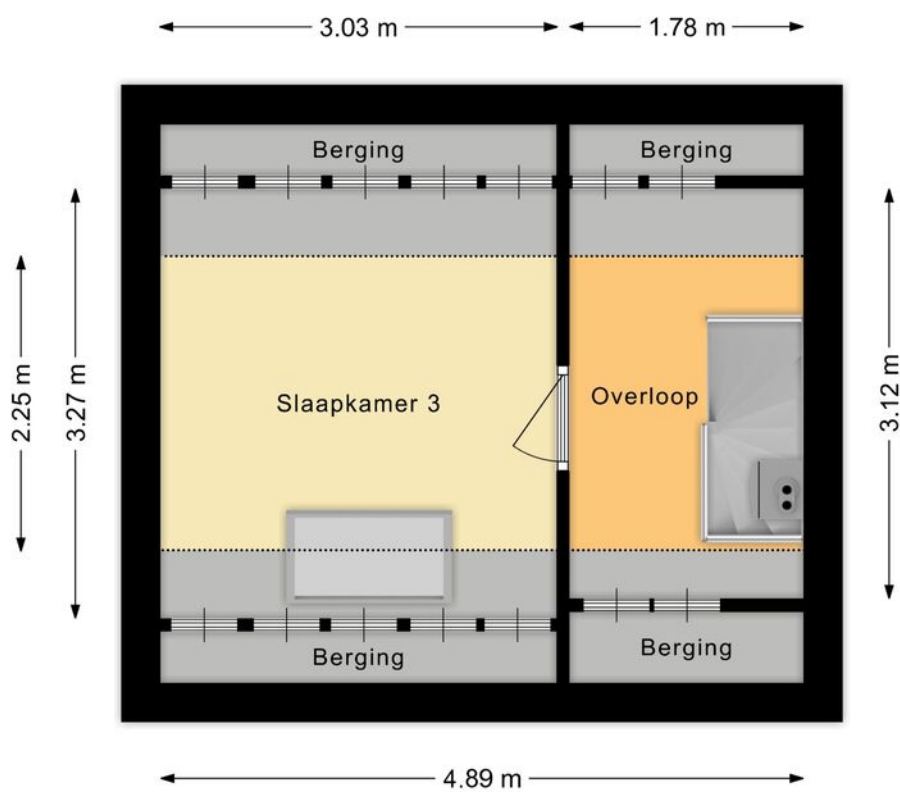 3.03 m
1.78 m
Berging
Berging
2.25 m
3.27 m
Slaapkamer 3
Overloop
3.12 m
Berging
Berging
4.89 m